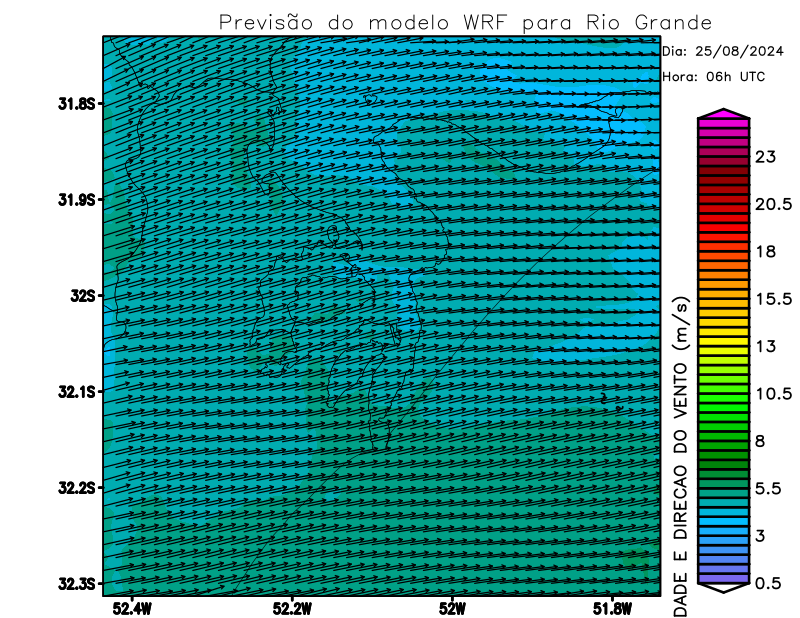 Previsão do modelo WRF para Rio Grande
Dia: 25/08/2024
Hora: 06h UTC
31.8S
31.9S
32S
32.1S
32.2S
32.3S
52.4W
52.2W
52W
51.8W
23
20.5
18
15.5
13
10.5
8
5.5
3
0.5
DADE E DIRECAO DO VENTO (m/s)